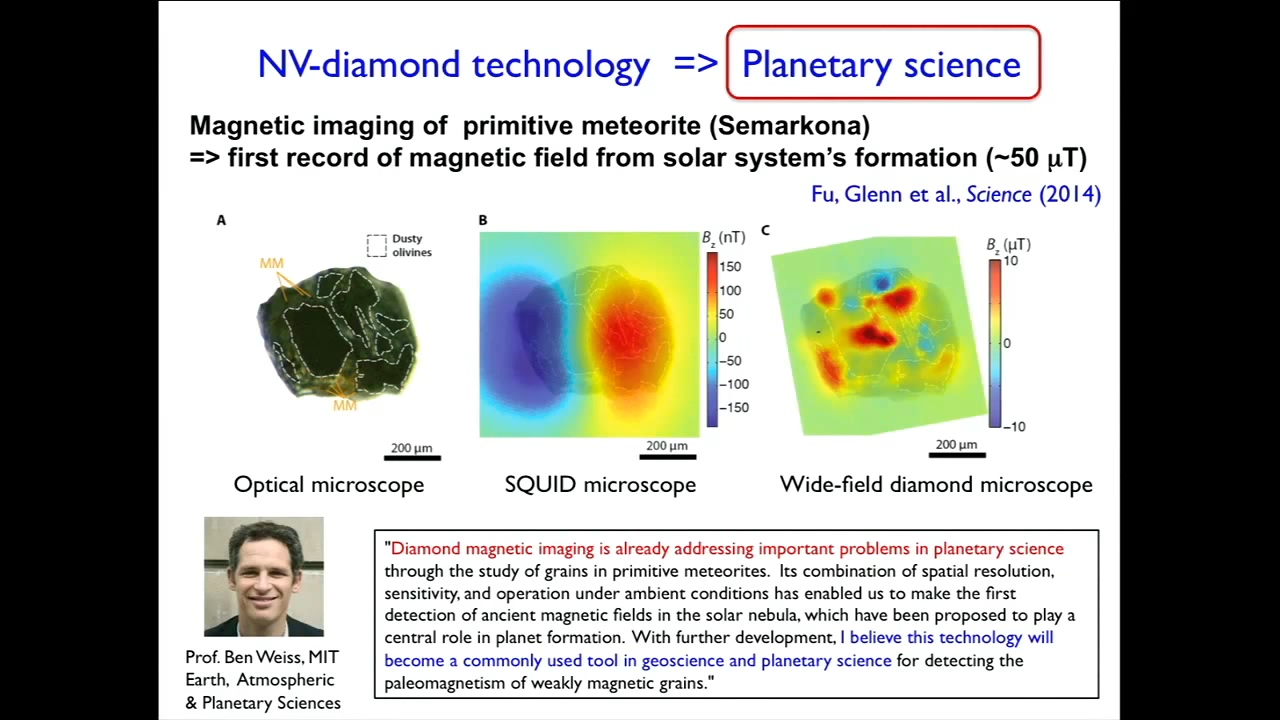 NV-diamond technology => Planetary science
Magnetic imaging of primitive meteorite (Semarkona)
=> first record of magnetic field from solar system's formation (~50 μT)
Fu, Glenn et al., Science (2014)
A
Dusty
olivines
MM
MM
200 μm
Optical microscope
B
Bz (nT)
150
100
50
0
−50
−100
−150
200 μm
SQUID microscope
C
Bz (μT)
10
0
−10
200 μm
Wide-field diamond microscope
Prof. Ben Weiss, MIT
Earth, Atmospheric
& Planetary Sciences
"Diamond magnetic imaging is already addressing important problems in planetary science
through the study of grains in primitive meteorites. Its combination of spatial resolution,
sensitivity, and operation under ambient conditions has enabled us to make the first
detection of ancient magnetic fields in the solar nebula, which have been proposed to play a
central role in planet formation. With further development, I believe this technology will
become a commonly used tool in geoscience and planetary science for detecting the
paleomagnetism of weakly magnetic grains."